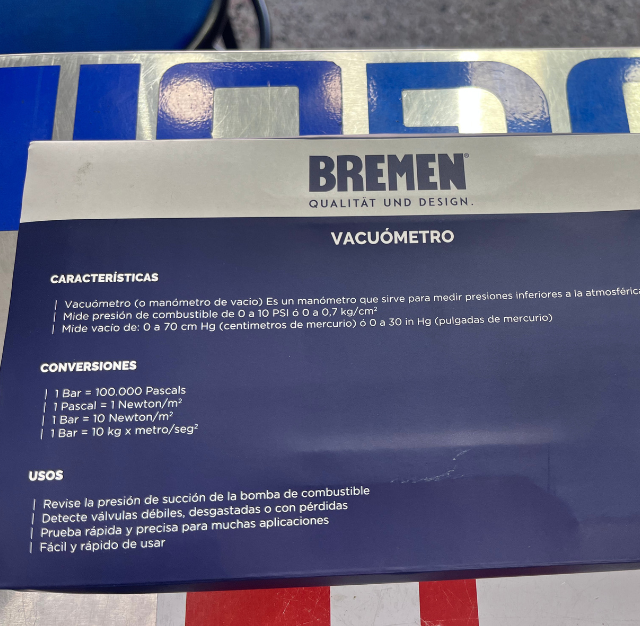 BREMEN®
QUALITÄT UND DESIGN.
VACUÓMETRO
CARACTERÍSTICAS
| Vacuómetro (o manómetro de vacio) Es un manómetro que sirve para medir presiones inferiores a la atmosférica
| Mide presión de combustible de 0 a 10 PSI ó 0 a 0,7 kg/cm²
| Mide vacío de: 0 a 70 cm Hg (centimetros de mercurio) ó 0 a 30 in Hg (pulgadas de mercurio)
CONVERSIONES
| 1 Bar = 100.000 Pascals
| 1 Pascal = 1 Newton/m²
| 1 Bar = 10 Newton/m²
| 1 Bar = 10 kg x metro/seg²
USOS
| Revise la presión de succión de la bomba de combustible
| Detecte válvulas débiles, desgastadas o con pérdidas
| Prueba rápida y precisa para muchas aplicaciones
| Fácil y rápido de usar